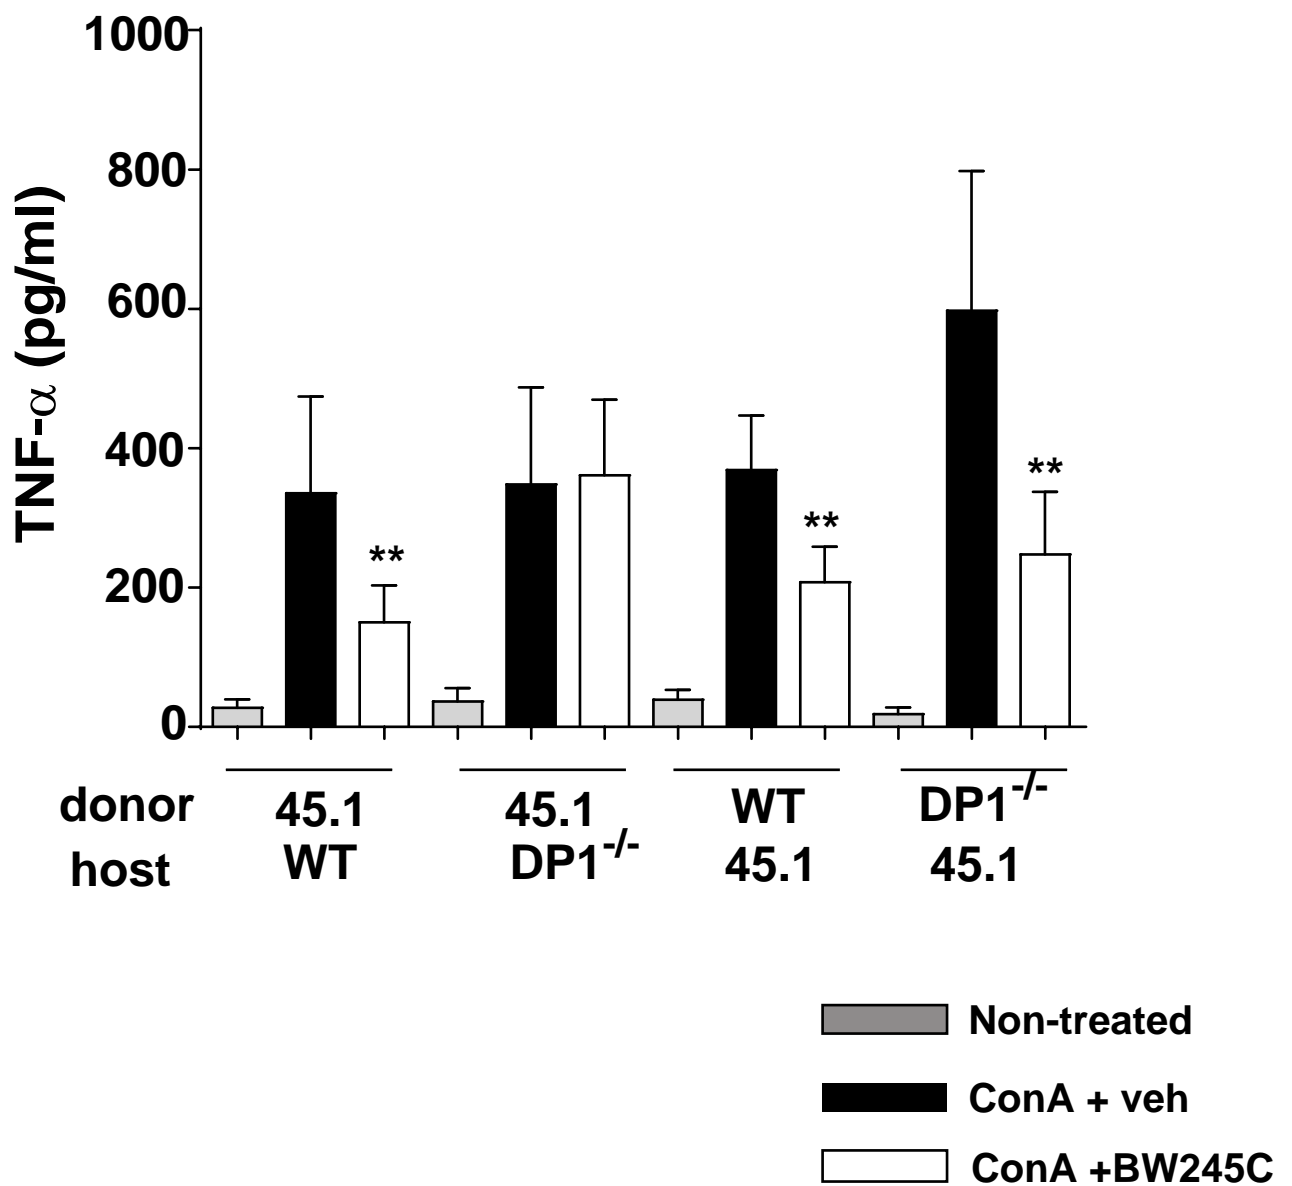 1000
800
600
400
200
0
TNF-α (pg/ml)
**
**
**
donor 45.1 45.1 WT DP1-/-
host WT DP1-/- 45.1 45.1
Non-treated
ConA + veh
ConA +BW245C